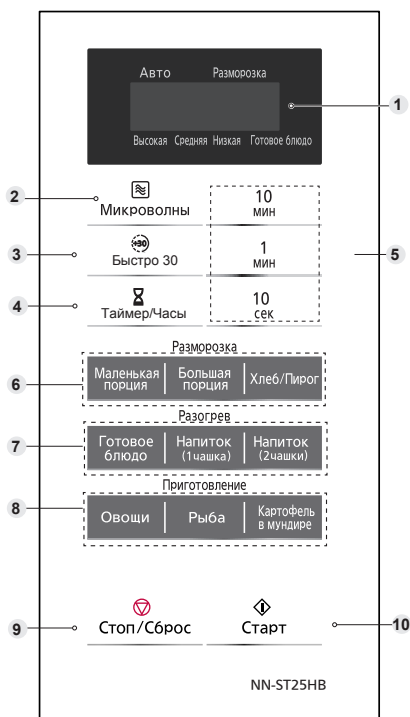 Авто Разморозка
1
Высокая Средняя Низкая Готовое блюдо
2
Микроволны
10
мин
3
+30
Быстро 30
1
мин
5
4
Таймер/Часы
10
сек
Разморозка
6
Маленькая порция
Большая порция
Хлеб/Пирог
Разогрев
7
Готовое блюдо
Напиток (1чашка)
Напиток (2чашки)
Приготовление
8
Овощи
Рыба
Картофель в мундире
9
Стоп/Сброс
Старт
10
NN-ST25HB